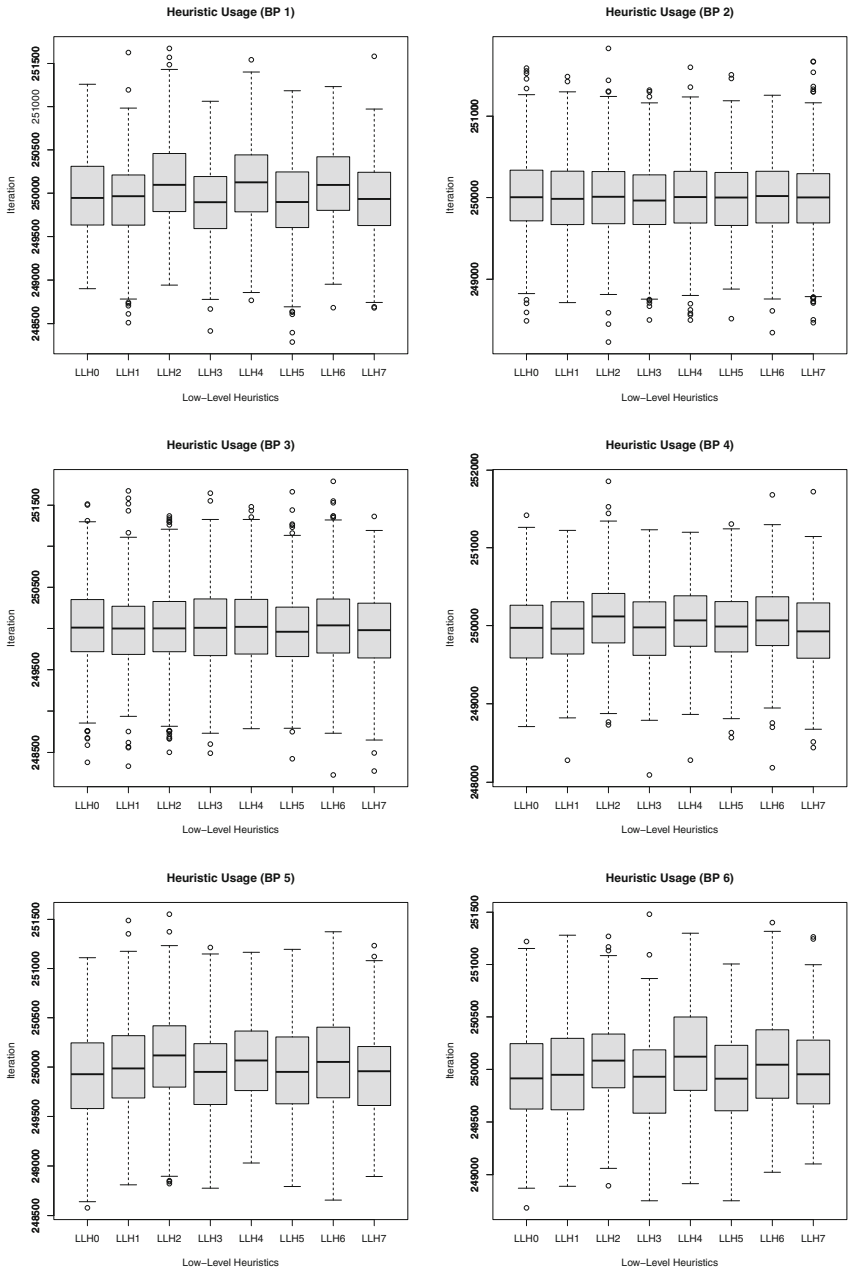 Heuristic Usage (BP 1)
Iteration
251500
251000
250500
250000
249500
249000
248500
LLH0 LLH1 LLH2 LLH3 LLH4 LLH5 LLH6 LLH7
Low−Level Heuristics
Heuristic Usage (BP 2)
Iteration
251000
250000
249000
LLH0 LLH1 LLH2 LLH3 LLH4 LLH5 LLH6 LLH7
Low−Level Heuristics
Heuristic Usage (BP 3)
Iteration
251500
250500
249500
248500
LLH0 LLH1 LLH2 LLH3 LLH4 LLH5 LLH6 LLH7
Low−Level Heuristics
Heuristic Usage (BP 4)
Iteration
252000
251000
250000
249000
248000
LLH0 LLH1 LLH2 LLH3 LLH4 LLH5 LLH6 LLH7
Low−Level Heuristics
Heuristic Usage (BP 5)
Iteration
251500
251000
250500
250000
249500
249000
248500
LLH0 LLH1 LLH2 LLH3 LLH4 LLH5 LLH6 LLH7
Low−Level Heuristics
Heuristic Usage (BP 6)
Iteration
251500
250500
250000
249500
249000
LLH0 LLH1 LLH2 LLH3 LLH4 LLH5 LLH6 LLH7
Low−Level Heuristics